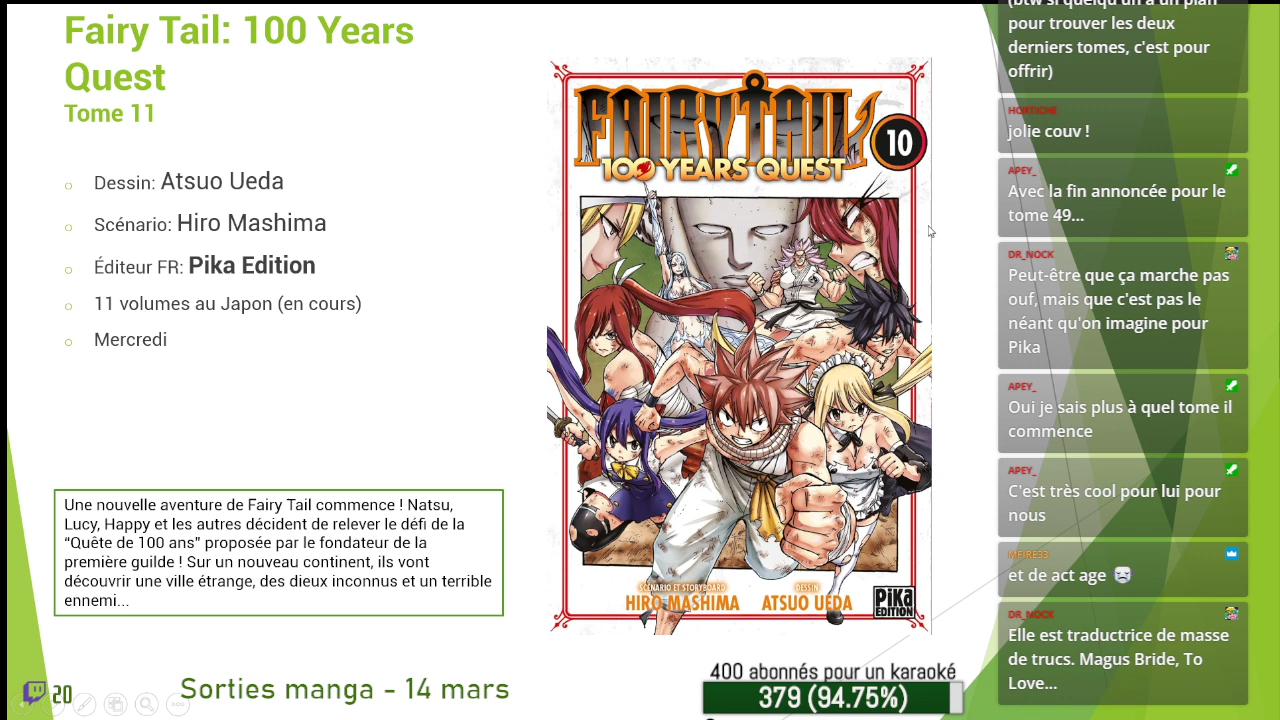 Fairy Tail: 100 Years
Quest
Tome 11
Dessin: Atsuo Ueda
Scénario: Hiro Mashima
Éditeur FR: Pika Edition
11 volumes au Japon (en cours)
Mercredi
Une nouvelle aventure de Fairy Tail commence ! Natsu,
Lucy, Happy et les autres décident de relever le défi de la
“Quête de 100 ans” proposée par le fondateur de la
première guilde ! Sur un nouveau continent, ils vont
découvrir une ville étrange, des dieux inconnus et un terrible
ennemi...
FAIRY TAIL
100 YEARS QUEST
10
SCÉNARIO ET STORYBOARD
HIRO MASHIMA
DESSIN
ATSUO UEDA
Pika
EDITION
20
Sorties manga - 14 mars
400 abonnés pour un karaoké
379 (94.75%)
(btw si quelqu'un a un plan
pour trouver les deux
derniers tomes, c'est pour
offrir)
HORTICHE
jolie couv !
APEY_
Avec la fin annoncée pour le
tome 49...
DR_NOCK
Peut-être que ça marche pas
ouf, mais que c'est pas le
néant qu'on imagine pour
Pika
APEY_
Oui je sais plus à quel tome il
commence
APEY_
C'est très cool pour lui pour
nous
MFIRE33
et de act age
DR_NOCK
Elle est traductrice de masse
de trucs. Magus Bride, To
Love...